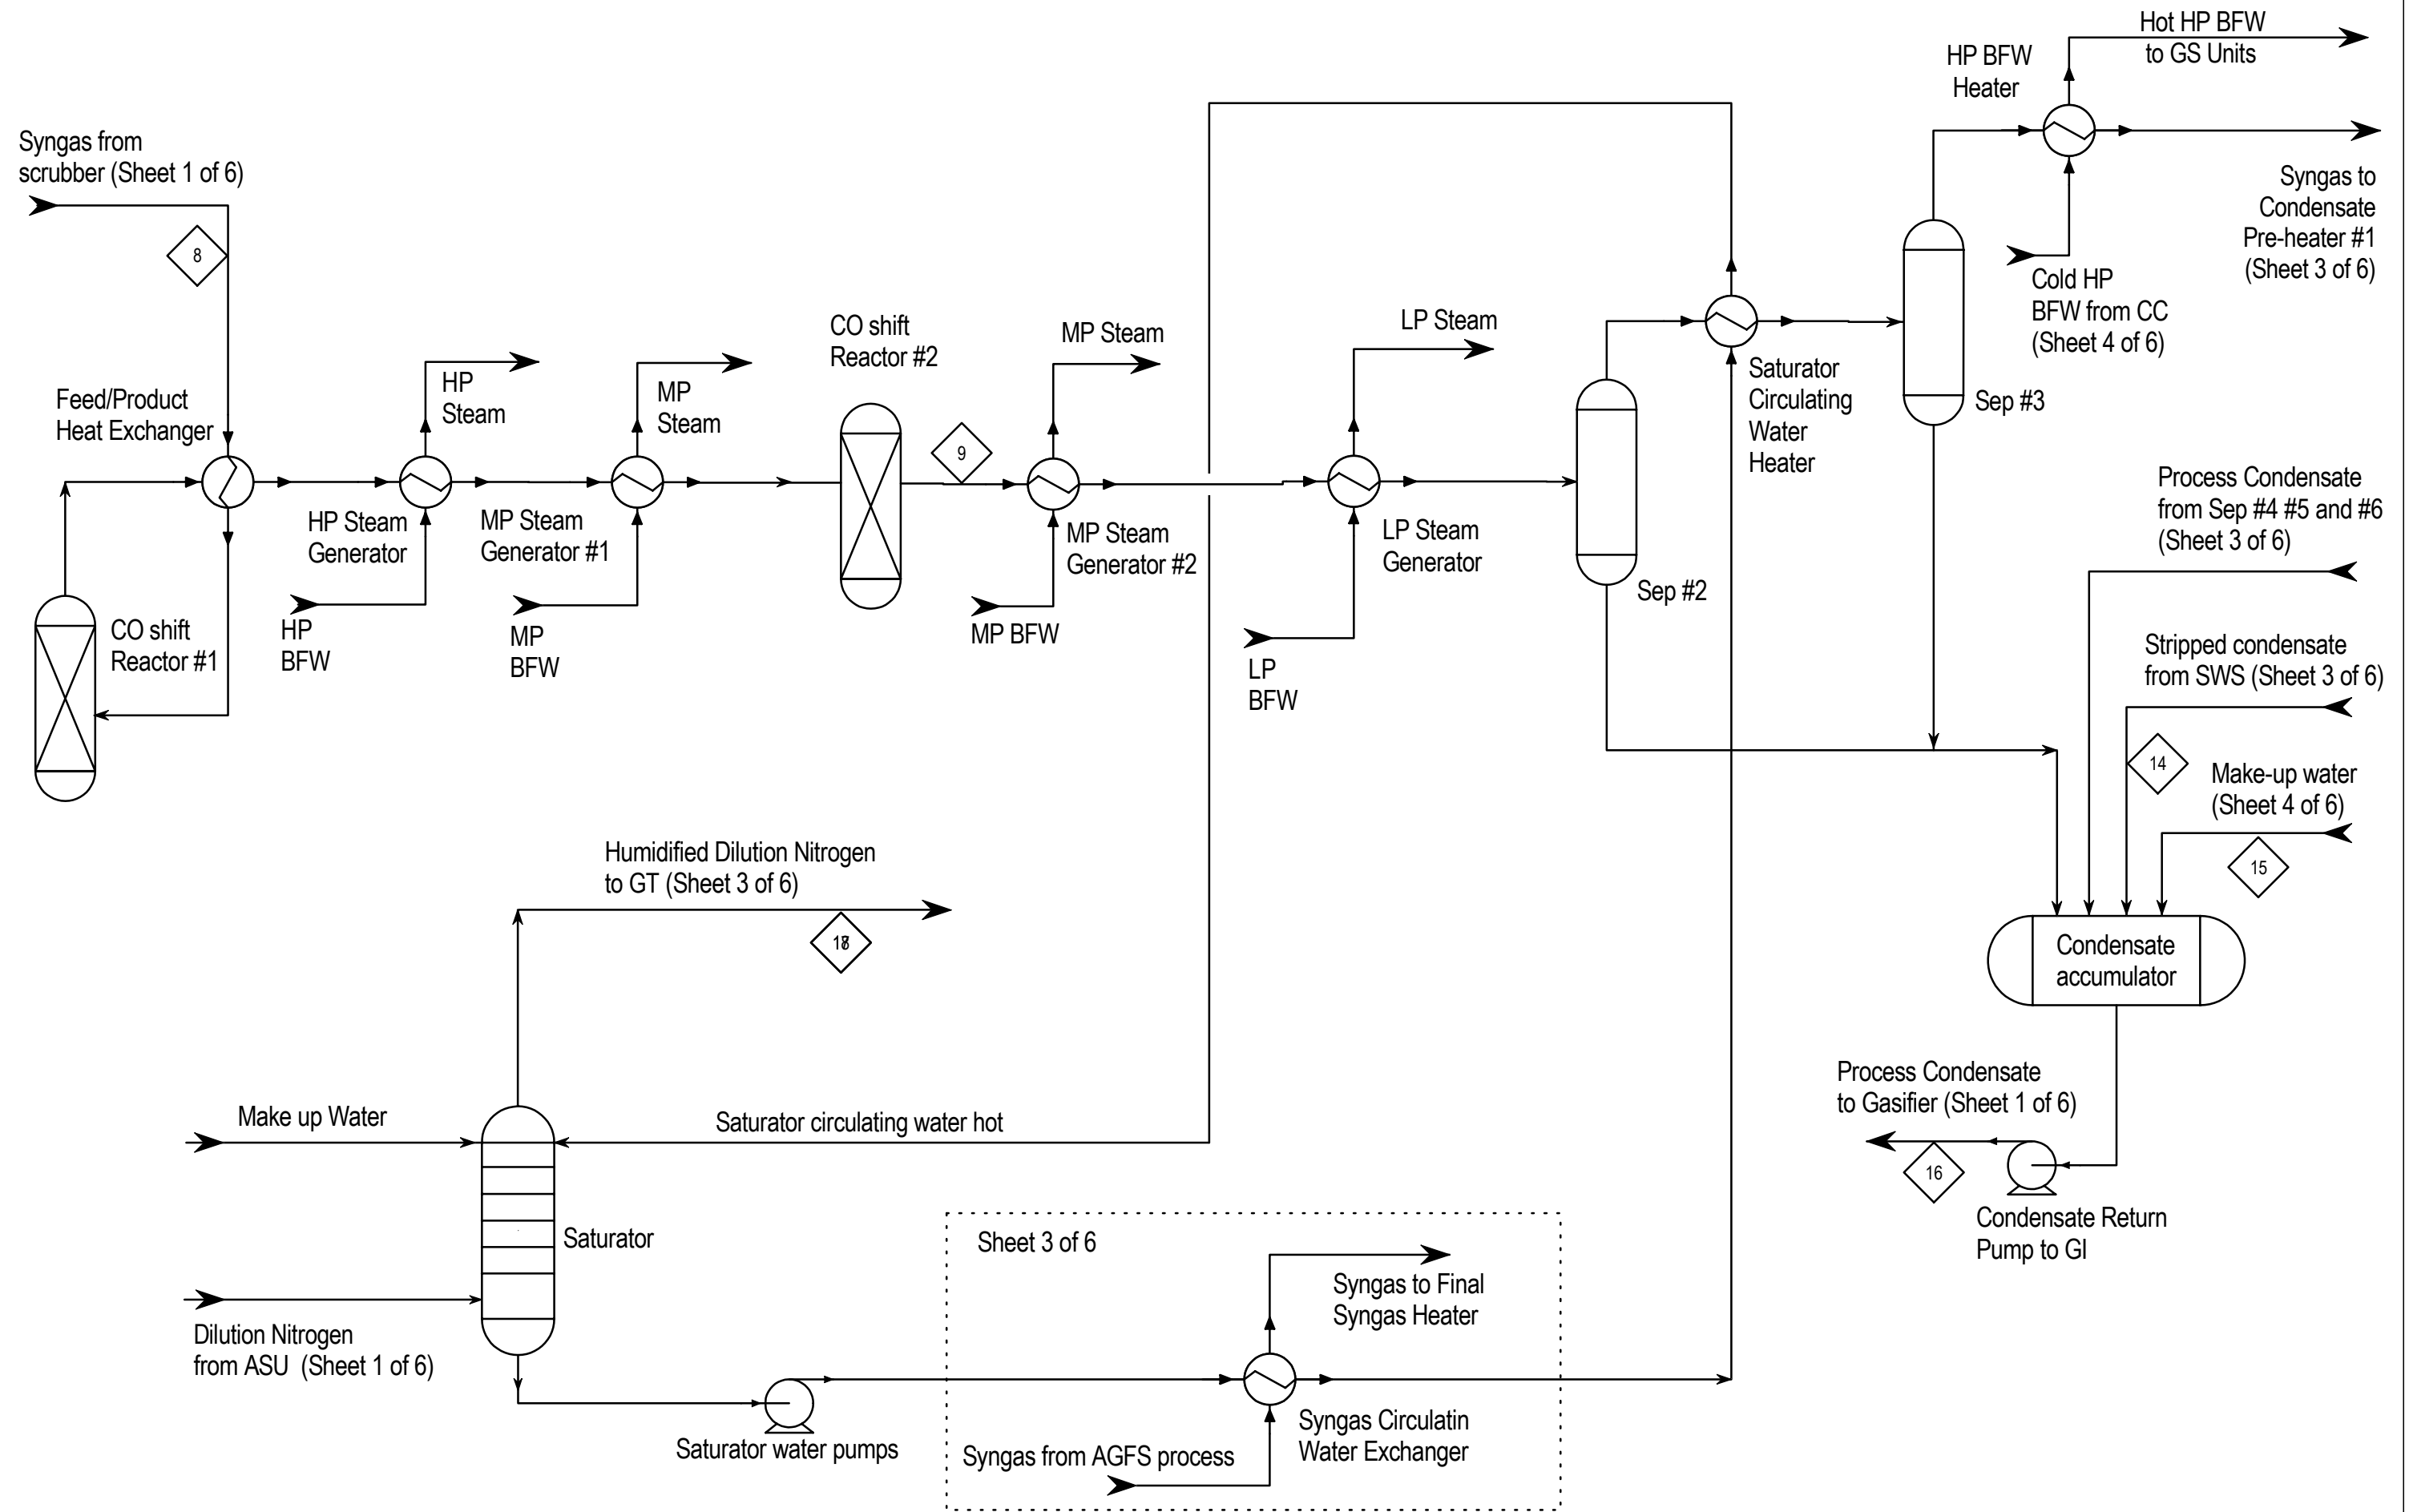 Hot HP BFW
to GS Units
HP BFW
Heater
Syngas from
scrubber (Sheet 1 of 6)
8
Syngas to
Condensate
Pre-heater #1
(Sheet 3 of 6)
Cold HP
BFW from CC
(Sheet 4 of 6)
CO shift
Reactor #2
MP Steam
LP Steam
HP
Steam
MP
Steam
Feed/Product
Heat Exchanger
Saturator
Circulating
Water
Heater
Sep #3
9
HP Steam
Generator
MP Steam
Generator #1
MP Steam
Generator #2
LP Steam
Generator
Process Condensate
from Sep #4 #5 and #6
(Sheet 3 of 6)
Sep #2
CO shift
Reactor #1
HP
BFW
MP
BFW
MP BFW
LP
BFW
Stripped condensate
from SWS (Sheet 3 of 6)
14
Make-up water
(Sheet 4 of 6)
15
Humidified Dilution Nitrogen
to GT (Sheet 3 of 6)
Condensate
accumulator
Process Condensate
to Gasifier (Sheet 1 of 6)
16
Condensate Return
Pump to GI
Make up Water
Saturator circulating water hot
Saturator
Sheet 3 of 6
Syngas to Final
Syngas Heater
Dilution Nitrogen
from ASU (Sheet 1 of 6)
Saturator water pumps
Syngas Circulatin
Water Exchanger
Syngas from AGFS process